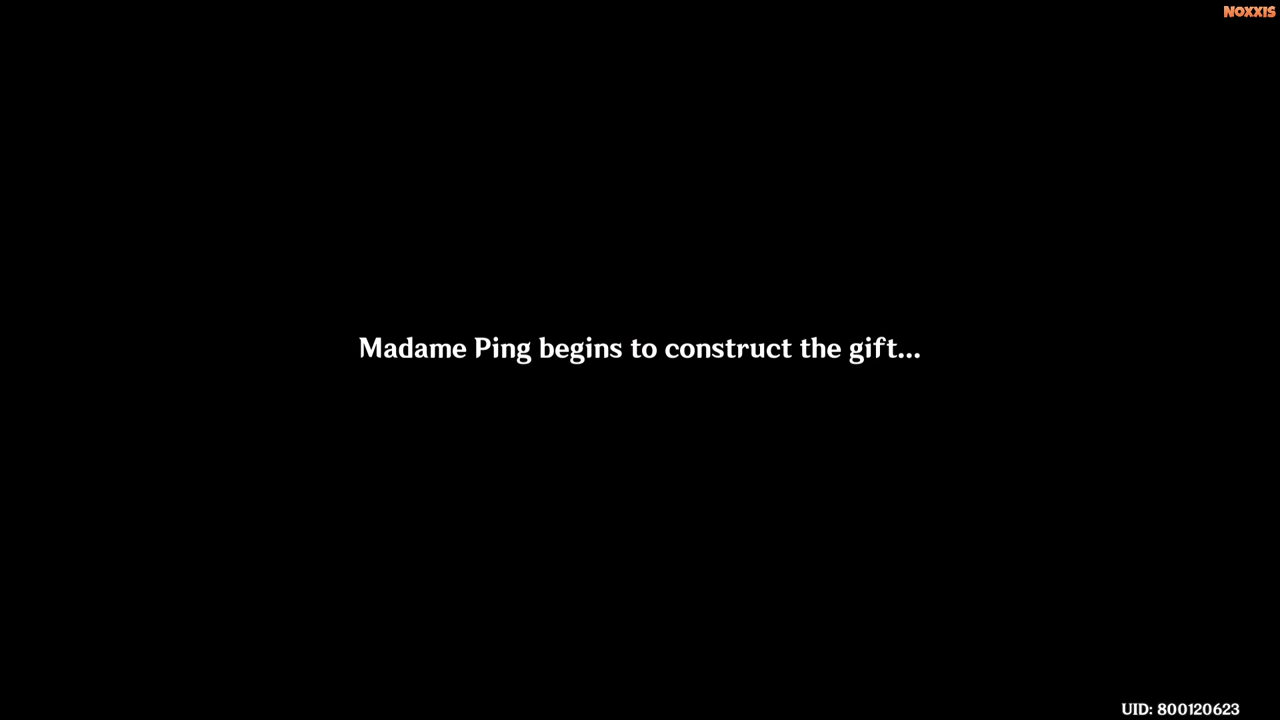 NOXXIS
Madame Ping begins to construct the gift...
UID: 800120623